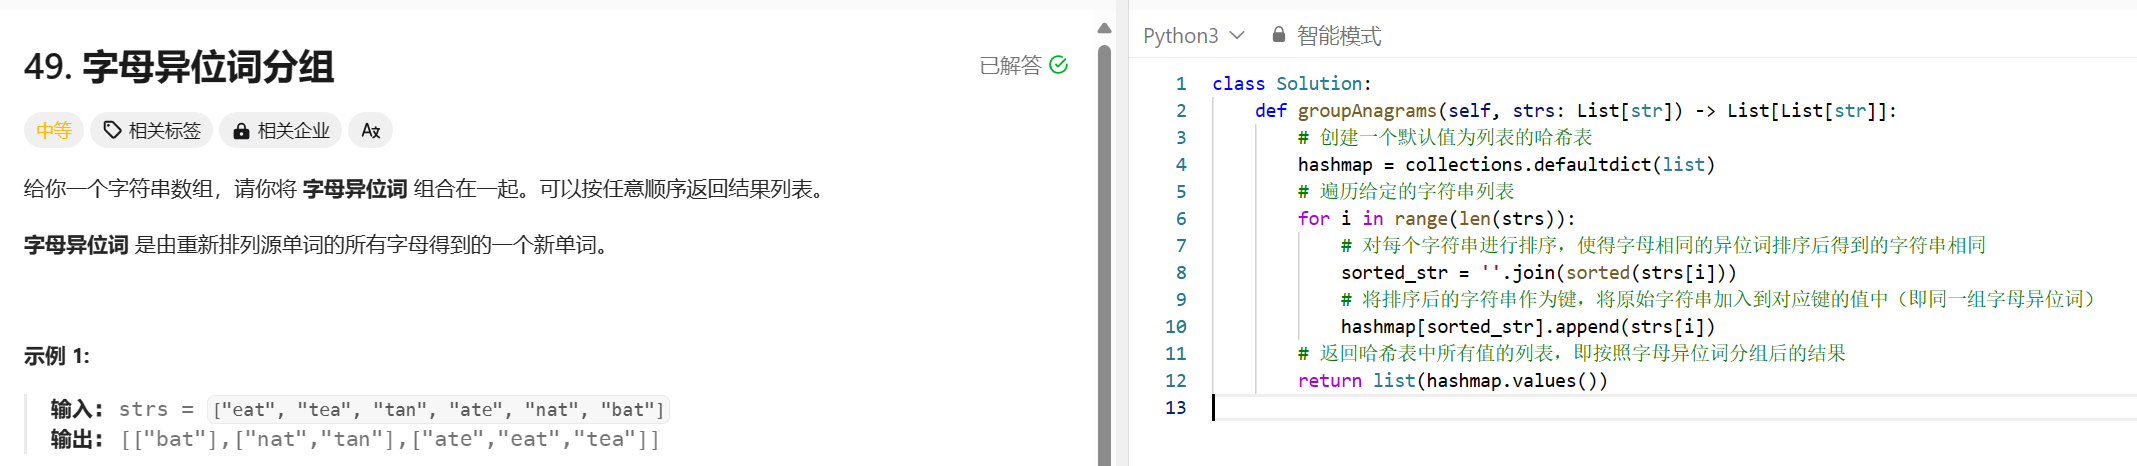 49. 字母异位词分组
已解答
中等 相关标签 相关企业 Aあ
给你一个字符串数组，请你将 字母异位词 组合在一起。可以按任意顺序返回结果列表。
字母异位词 是由重新排列源单词的所有字母得到的一个新单词。
示例 1:
输入: strs = ["eat", "tea", "tan", "ate", "nat", "bat"]
输出: [["bat"],["nat","tan"],["ate","eat","tea"]]
Python3 智能模式
1 class Solution:
2     def groupAnagrams(self, strs: List[str]) -> List[List[str]]:
3         # 创建一个默认值为列表的哈希表
4         hashmap = collections.defaultdict(list)
5         # 遍历给定的字符串列表
6         for i in range(len(strs)):
7             # 对每个字符串进行排序，使得字母相同的异位词排序后得到的字符串相同
8             sorted_str = ''.join(sorted(strs[i]))
9             # 将排序后的字符串作为键，将原始字符串加入到对应键的值中（即同一组字母异位词）
10             hashmap[sorted_str].append(strs[i])
11         # 返回哈希表中所有值的列表，即按照字母异位词分组后的结果
12         return list(hashmap.values())
13